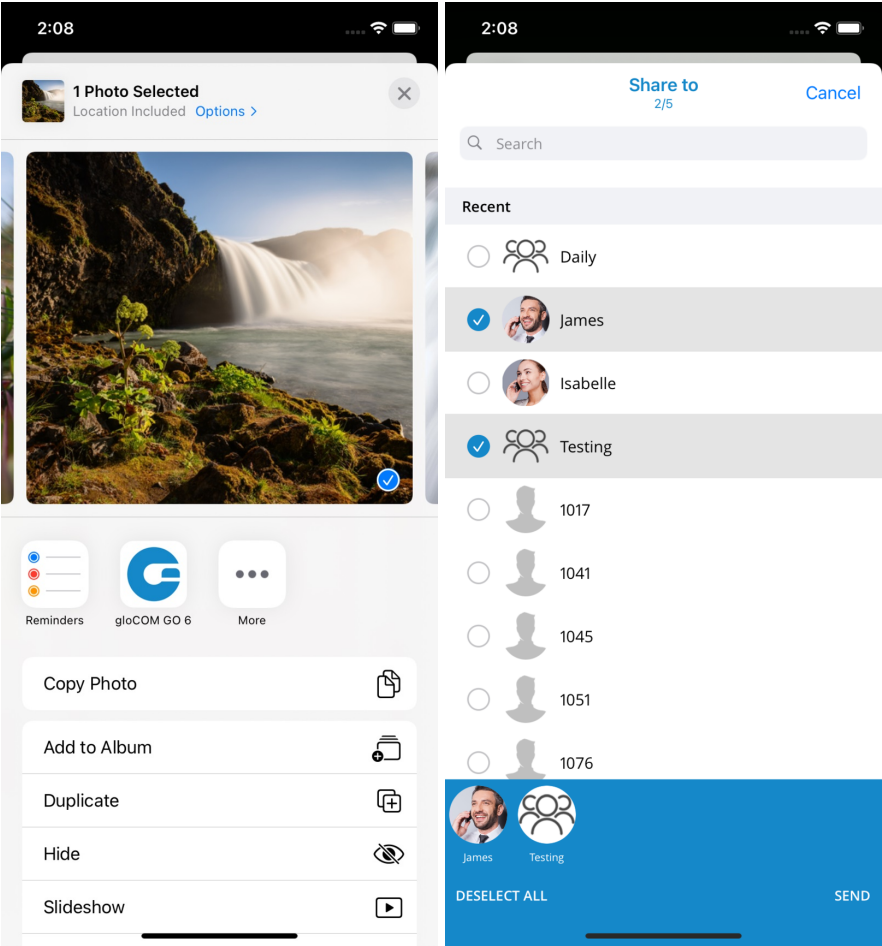 2:08
1 Photo Selected
Location Included Options >
Reminders
gloCOM GO 6
More
Copy Photo
Add to Album
Duplicate
Hide
Slideshow
2:08
Share to
2/5
Cancel
Search
Recent
Daily
James
Isabelle
Testing
1017
1041
1045
1051
1076
James
Testing
DESELECT ALL
SEND